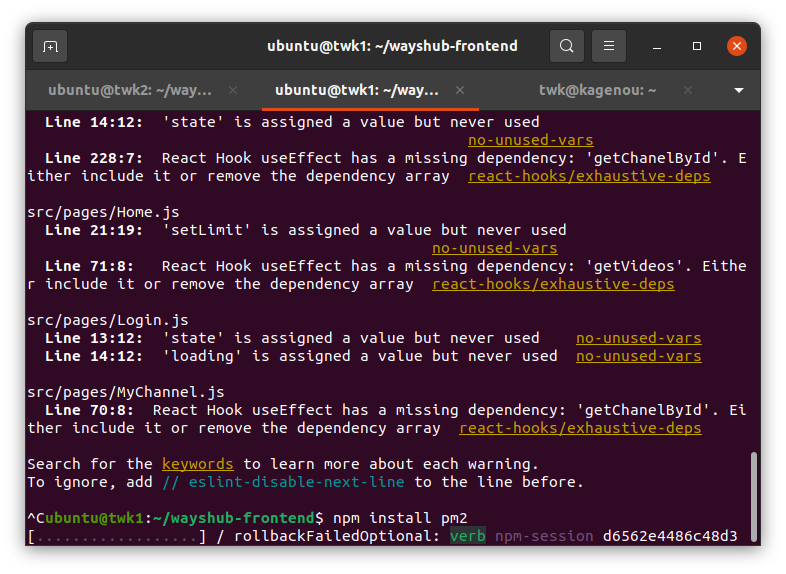 ubuntu@twk1: ~/wayshub-frontend
ubuntu@twk2: ~/way... × ubuntu@twk1: ~/way... × twk@kagenou: ~ ×
Line 14:12: 'state' is assigned a value but never used
no-unused-vars
Line 228:7: React Hook useEffect has a missing dependency: 'getChanelById'. E
ither include it or remove the dependency array react-hooks/exhaustive-deps
src/pages/Home.js
Line 21:19: 'setLimit' is assigned a value but never used
no-unused-vars
Line 71:8: React Hook useEffect has a missing dependency: 'getVideos'. Eithe
r include it or remove the dependency array react-hooks/exhaustive-deps
src/pages/Login.js
Line 13:12: 'state' is assigned a value but never used no-unused-vars
Line 14:12: 'loading' is assigned a value but never used no-unused-vars
src/pages/MyChannel.js
Line 70:8: React Hook useEffect has a missing dependency: 'getChanelById'. Ei
ther include it or remove the dependency array react-hooks/exhaustive-deps
Search for the keywords to learn more about each warning.
To ignore, add // eslint-disable-next-line to the line before.
^Cubuntu@twk1:~/wayshub-frontend$ npm install pm2
[..................] / rollbackFailedOptional: verb npm-session d6562e4486c48d3